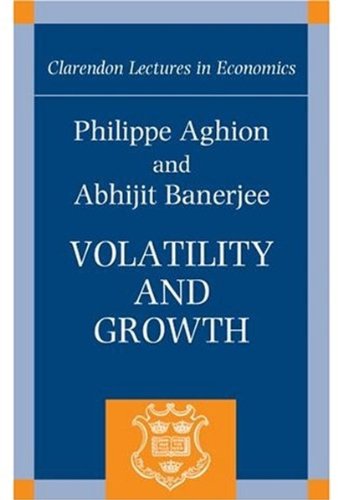 Clarendon Lectures in Economics
Philippe Aghion
and
Abhijit Banerjee
VOLATILITY
AND
GROWTH